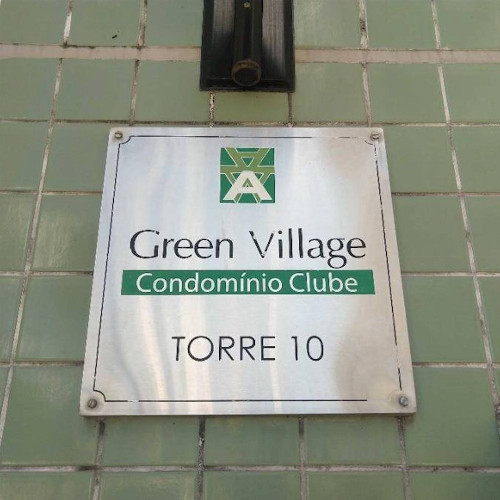 A
Green Village
Condomínio Clube
TORRE 10